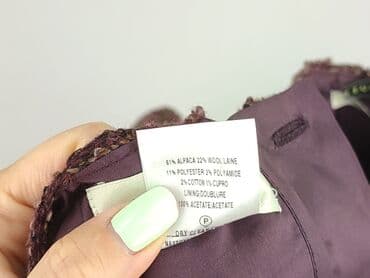 61% ALPACA 22% WOOL LAINE
11% POLYESTER 3% POLYAMIDE
2% COTTON 1% CUPRO
LINING/DOUBLURE
100% ACETATE ACETATE
P
DRY CLEAN